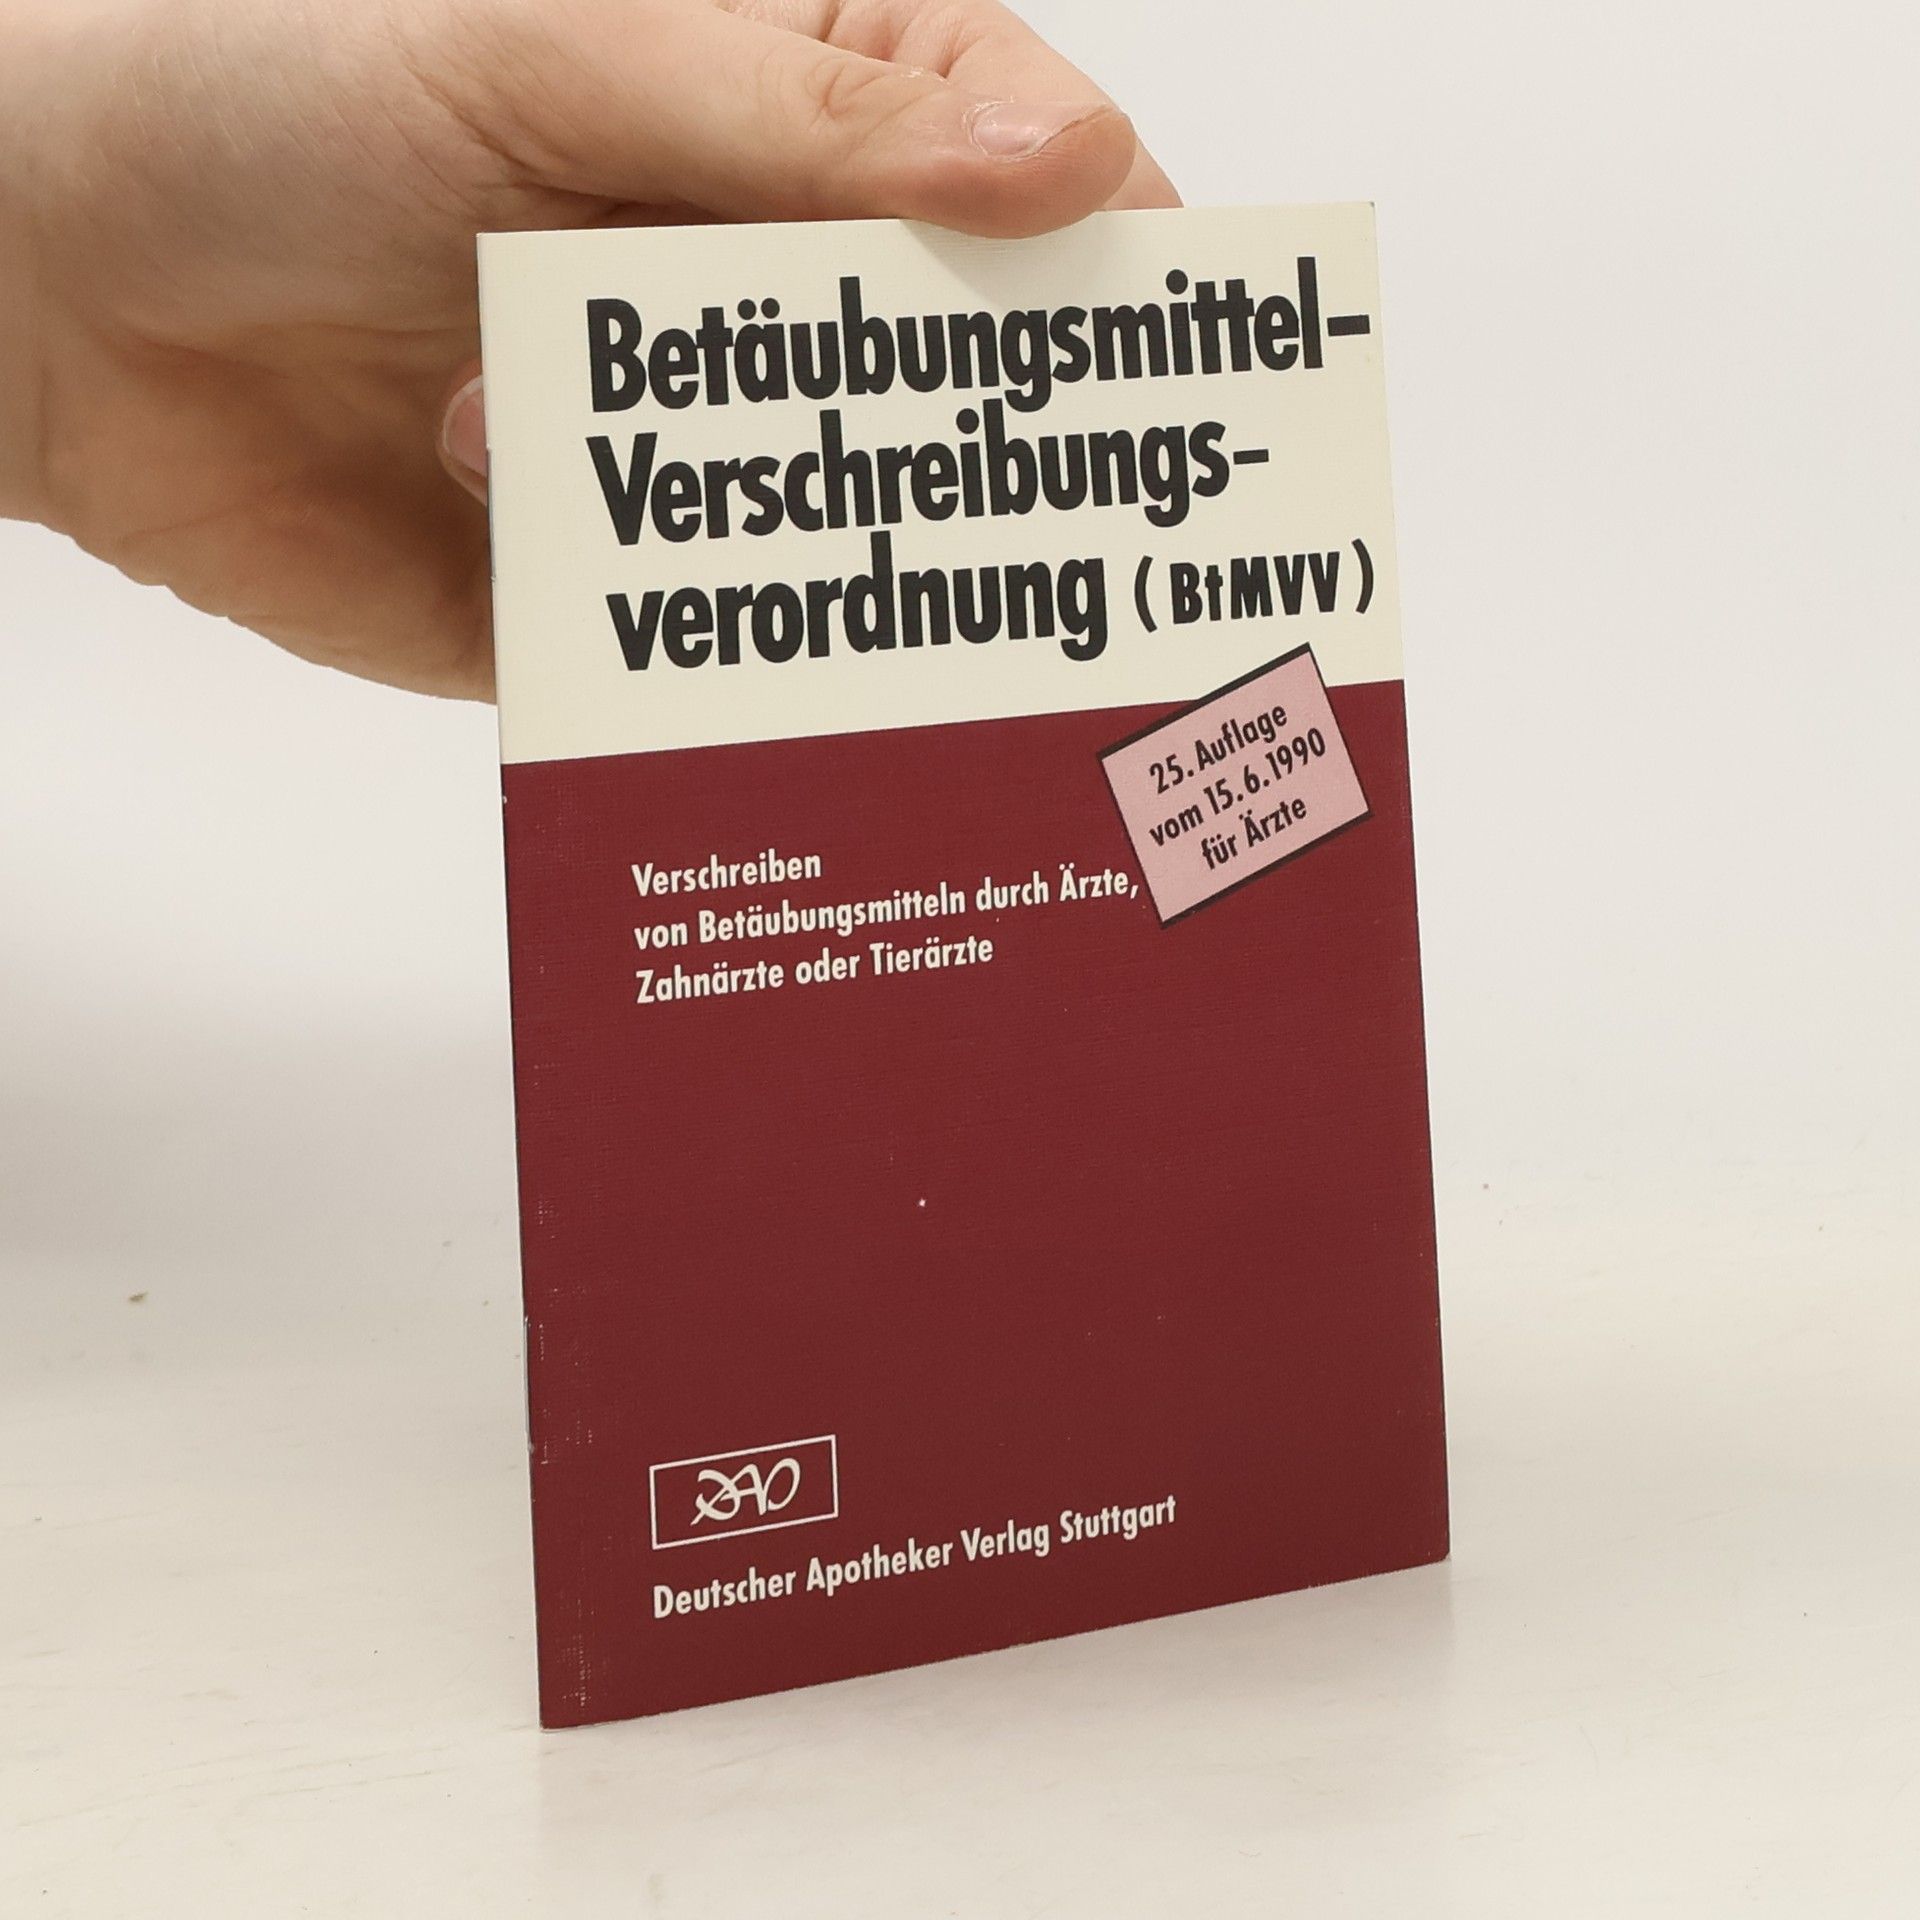 Betäubungsmittel-
Verschreibungs-
verordnung (BtMVV)
25. Auflage
vom 15.6.1990
für Ärzte
Verschreiben
von Betäubungsmitteln durch Ärzte,
Zahnärzte oder Tierärzte
DAV
Deutscher Apotheker Verlag Stuttgart